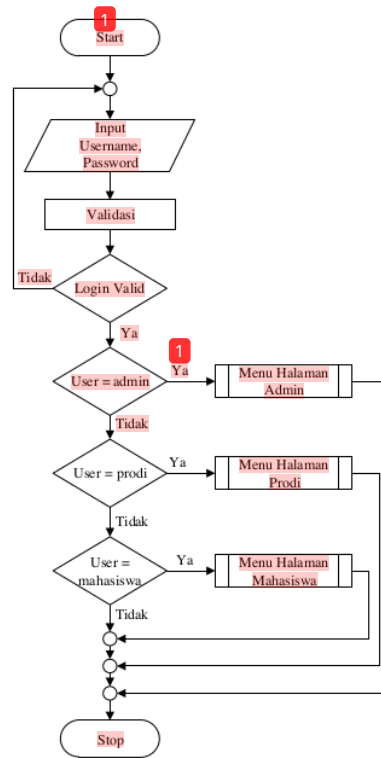 1
Start
Input
Username,
Password
Validasi
Tidak
Login Valid
Ya
1
User = admin
Ya
Menu Halaman
Admin
Tidak
User = prodi
Ya
Menu Halaman
Prodi
Tidak
User =
mahasiswa
Ya
Menu Halaman
Mahasiswa
Tidak
Stop